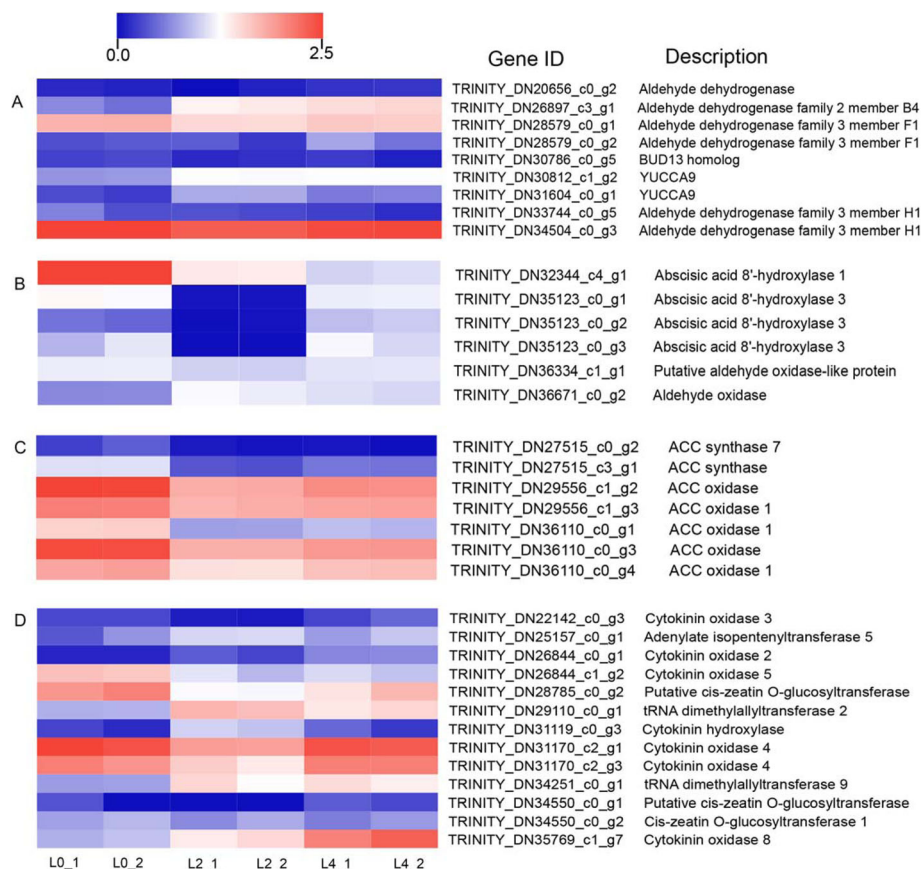 0.0 2.5
Gene ID Description
A
TRINITY_DN20656_c0_g2 Aldehyde dehydrogenase
TRINITY_DN26897_c3_g1 Aldehyde dehydrogenase family 2 member B4
TRINITY_DN28579_c0_g1 Aldehyde dehydrogenase family 3 member F1
TRINITY_DN28579_c0_g2 Aldehyde dehydrogenase family 3 member F1
TRINITY_DN30786_c0_g5 BUD13 homolog
TRINITY_DN30812_c1_g2 YUCCA9
TRINITY_DN31604_c0_g1 YUCCA9
TRINITY_DN33744_c0_g5 Aldehyde dehydrogenase family 3 member H1
TRINITY_DN34504_c0_g3 Aldehyde dehydrogenase family 3 member H1
B
TRINITY_DN32344_c4_g1 Abscisic acid 8'-hydroxylase 1
TRINITY_DN35123_c0_g1 Abscisic acid 8'-hydroxylase 3
TRINITY_DN35123_c0_g2 Abscisic acid 8'-hydroxylase 3
TRINITY_DN35123_c0_g3 Abscisic acid 8'-hydroxylase 3
TRINITY_DN36334_c1_g1 Putative aldehyde oxidase-like protein
TRINITY_DN36671_c0_g2 Aldehyde oxidase
C
TRINITY_DN27515_c0_g2 ACC synthase 7
TRINITY_DN27515_c3_g1 ACC synthase
TRINITY_DN29556_c1_g2 ACC oxidase
TRINITY_DN29556_c1_g3 ACC oxidase 1
TRINITY_DN36110_c0_g1 ACC oxidase 1
TRINITY_DN36110_c0_g3 ACC oxidase
TRINITY_DN36110_c0_g4 ACC oxidase 1
D
TRINITY_DN22142_c0_g3 Cytokinin oxidase 3
TRINITY_DN25157_c0_g1 Adenylate isopentenyltransferase 5
TRINITY_DN26844_c0_g1 Cytokinin oxidase 2
TRINITY_DN26844_c1_g2 Cytokinin oxidase 5
TRINITY_DN28785_c0_g2 Putative cis-zeatin O-glucosyltransferase
TRINITY_DN29110_c0_g1 tRNA dimethylallyltransferase 2
TRINITY_DN31119_c0_g3 Cytokinin hydroxylase
TRINITY_DN31170_c2_g1 Cytokinin oxidase 4
TRINITY_DN31170_c2_g3 Cytokinin oxidase 4
TRINITY_DN34251_c0_g1 tRNA dimethylallyltransferase 9
TRINITY_DN34550_c0_g1 Putative cis-zeatin O-glucosyltransferase
TRINITY_DN34550_c0_g2 Cis-zeatin O-glucosyltransferase 1
TRINITY_DN35769_c1_g7 Cytokinin oxidase 8
L0_1 L0_2 L2_1 L2_2 L4_1 L4_2